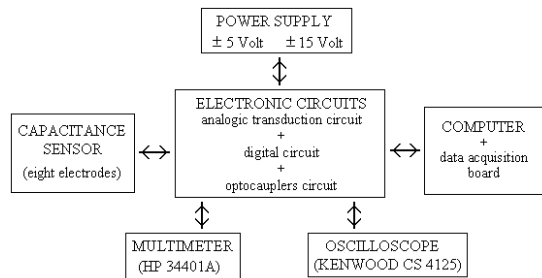 POWER SUPPLY
± 5 Volt ± 15 Volt
ELECTRONIC CIRCUITS
analogic transduction circuit
+
digital circuit
+
optocauplers circuit
CAPACITANCE
SENSOR
(eight electrodes)
COMPUTER
+
data acquisition
board
MULTIMETER
(HP 34401A)
OSCILLOSCOPE
(KENWOOD CS 4125)